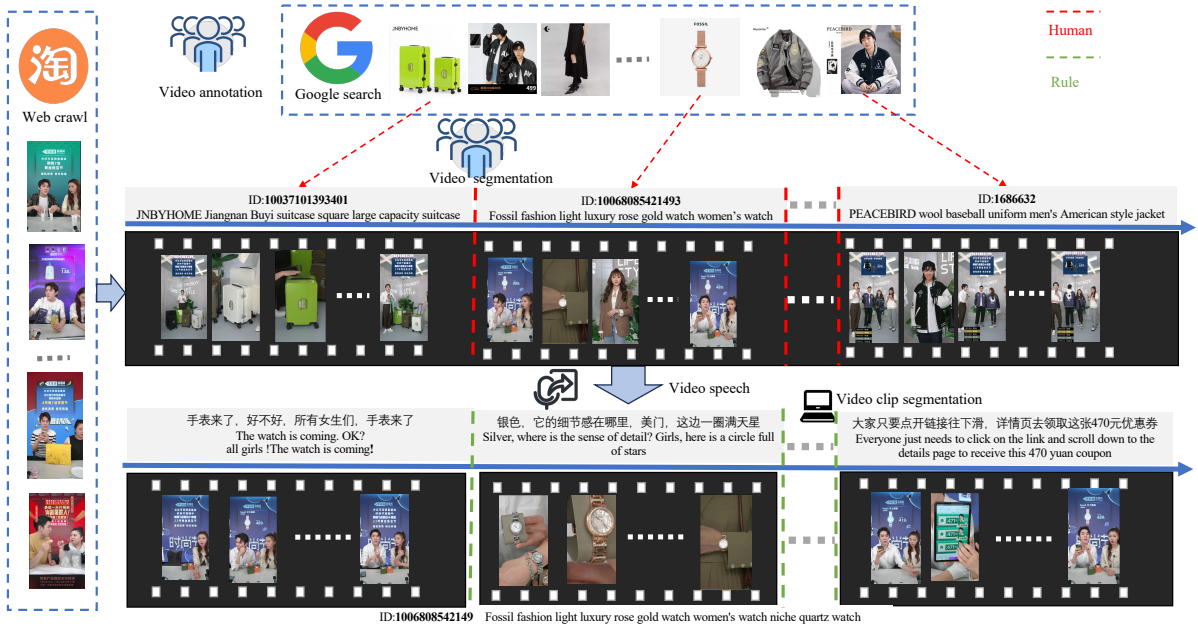 淘
Web crawl
Video annotation
Google search
JNBYHOME
499
FOSSIL
PEACEBIRD
Human
Rule
Video segmentation
ID:10037101393401
JNBYHOME Jiangnan Buyi suitcase square large capacity suitcase
ID:10068085421493
Fossil fashion light luxury rose gold watch women's watch
ID:1686632
PEACEBIRD wool baseball uniform men's American style jacket
Video speech
Video clip segmentation
手表来了，好不好，所有女生们，手表来了
The watch is coming. OK?
all girls !The watch is coming!
银色，它的细节感在哪里，美门，这边一圈满天星
Silver, where is the sense of detail? Girls, here is a circle full
of stars
大家只要点开链接往下滑，详情页去领取这张470元优惠券
Everyone just needs to click on the link and scroll down to the
details page to receive this 470 yuan coupon
ID:1006808542149 Fossil fashion light luxury rose gold watch women's watch niche quartz watch